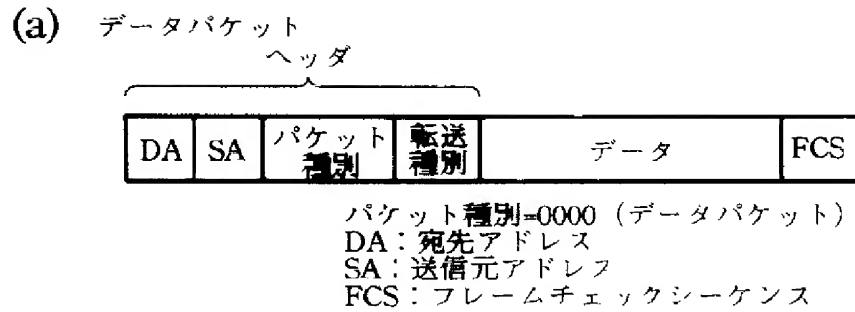 (a) データパケット
ヘッダ
DA SA パケット種別 転送種別 データ FCS
パケット種別=0000 (データパケット)
DA：宛先アドレス
SA：送信元アドレス
FCS：フレームチェックシーケンス